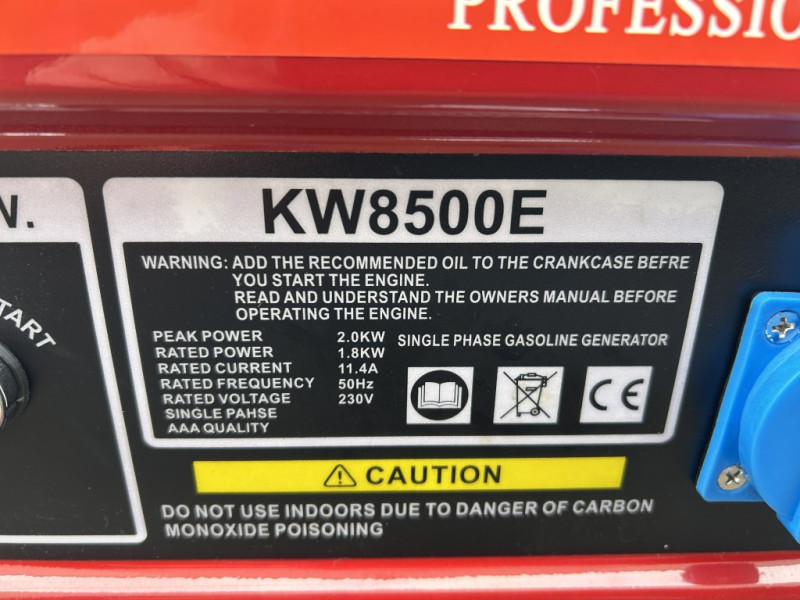 PROFESSIO
N.
START
KW8500E
WARNING: ADD THE RECOMMENDED OIL TO THE CRANKCASE BEFRE
YOU START THE ENGINE.
READ AND UNDERSTAND THE OWNERS MANUAL BEFORE
OPERATING THE ENGINE.
PEAK POWER 2.0KW
RATED POWER 1.8KW
RATED CURRENT 11.4A
RATED FREQUENCY 50Hz
RATED VOLTAGE 230V
SINGLE PAHSE
AAA QUALITY
SINGLE PHASE GASOLINE GENERATOR
CE
CAUTION
DO NOT USE INDOORS DUE TO DANGER OF CARBON
MONOXIDE POISONING